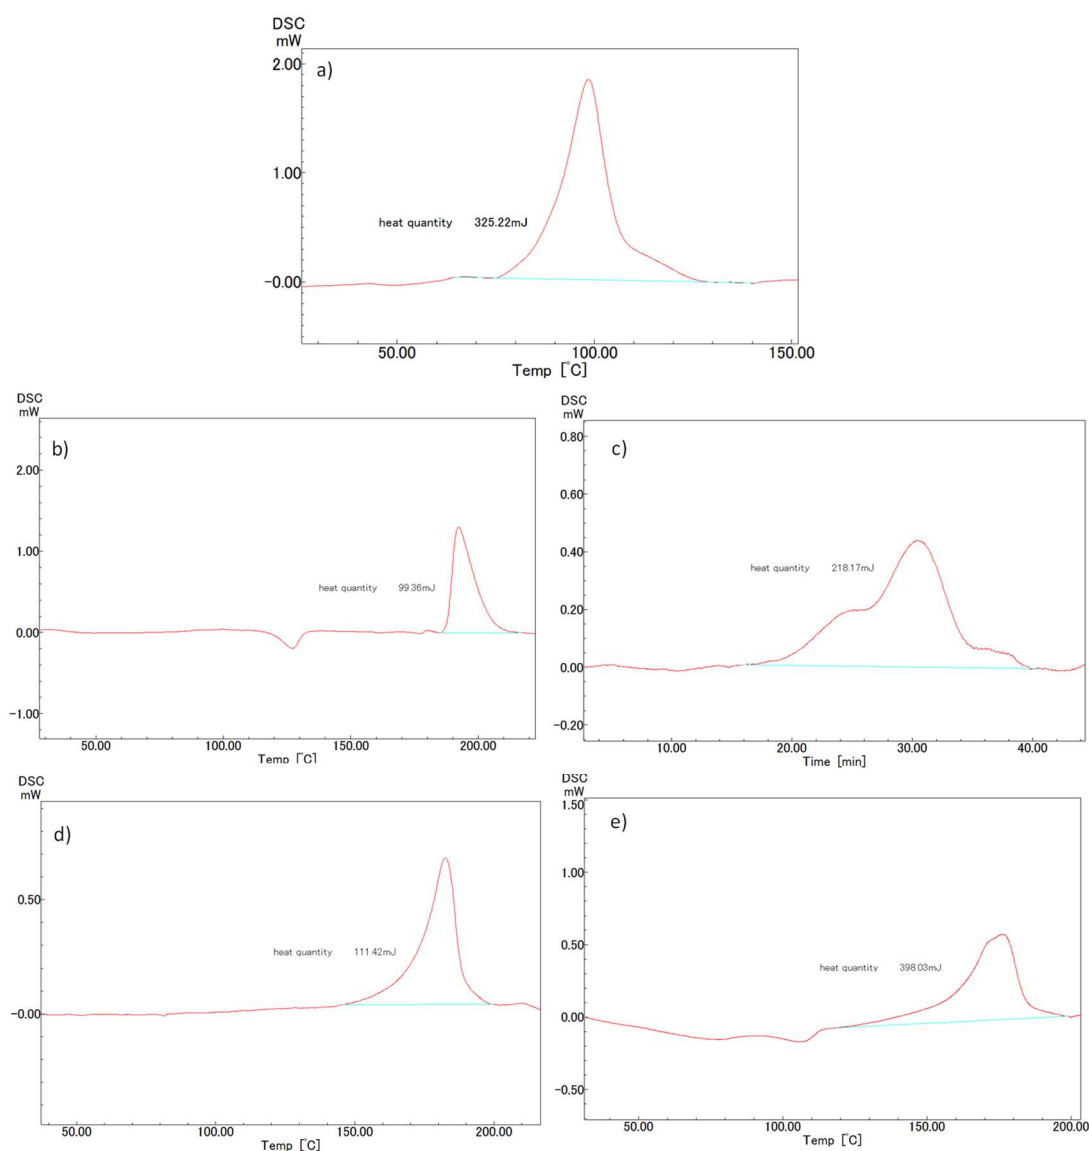 DSC
mW
a)
2.00
1.00
heat quantity 325.22mJ
-0.00
50.00 100.00 150.00
Temp [℃]
DSC
mW
b)
2.00
1.00
heat quantity 99.36mJ
0.00
-1.00
50.00 100.00 150.00 200.00
Temp [℃]
DSC
mW
c)
0.80
0.60
0.40
heat quantity 218.17mJ
0.20
0.00
-0.20
10.00 20.00 30.00 40.00
Time [min]
DSC
mW
d)
0.50
heat quantity 111.42mJ
-0.00
50.00 100.00 150.00 200.00
Temp [℃]
DSC
mW
e)
1.50
1.00
0.50
heat quantity 398.03mJ
0.00
-0.50
50.00 100.00 150.00 200.00
Temp [℃]